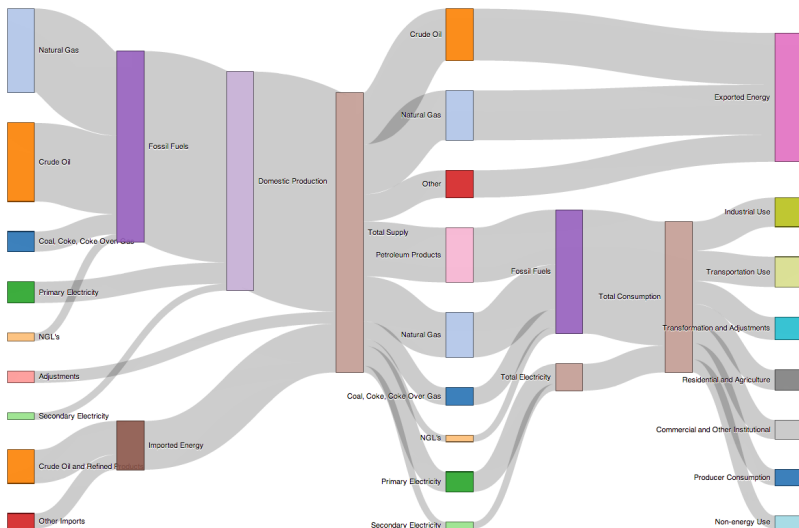 Natural Gas
Crude Oil
Coal, Coke, Coke Oven Gas
Primary Electricity
NGL's
Adjustments
Secondary Electricity
Crude Oil and Refined
Other Imports
Fossil Fuels
Imported Energy
Domestic Production
Total Supply
Crude Oil
Natural Gas
Other
Petroleum Products
Natural Gas
Coal, Coke, Coke Over Gas
NGL's
Primary Electricity
Secondary Electricity
Fossil Fuels
Total Electricity
Total Consumption
Exported Energy
Industrial Use
Transportation Use
Transformation and Adjustments
Residential and Agriculture
Commercial and Other Institutional
Producer Consumption
Non-energy Use